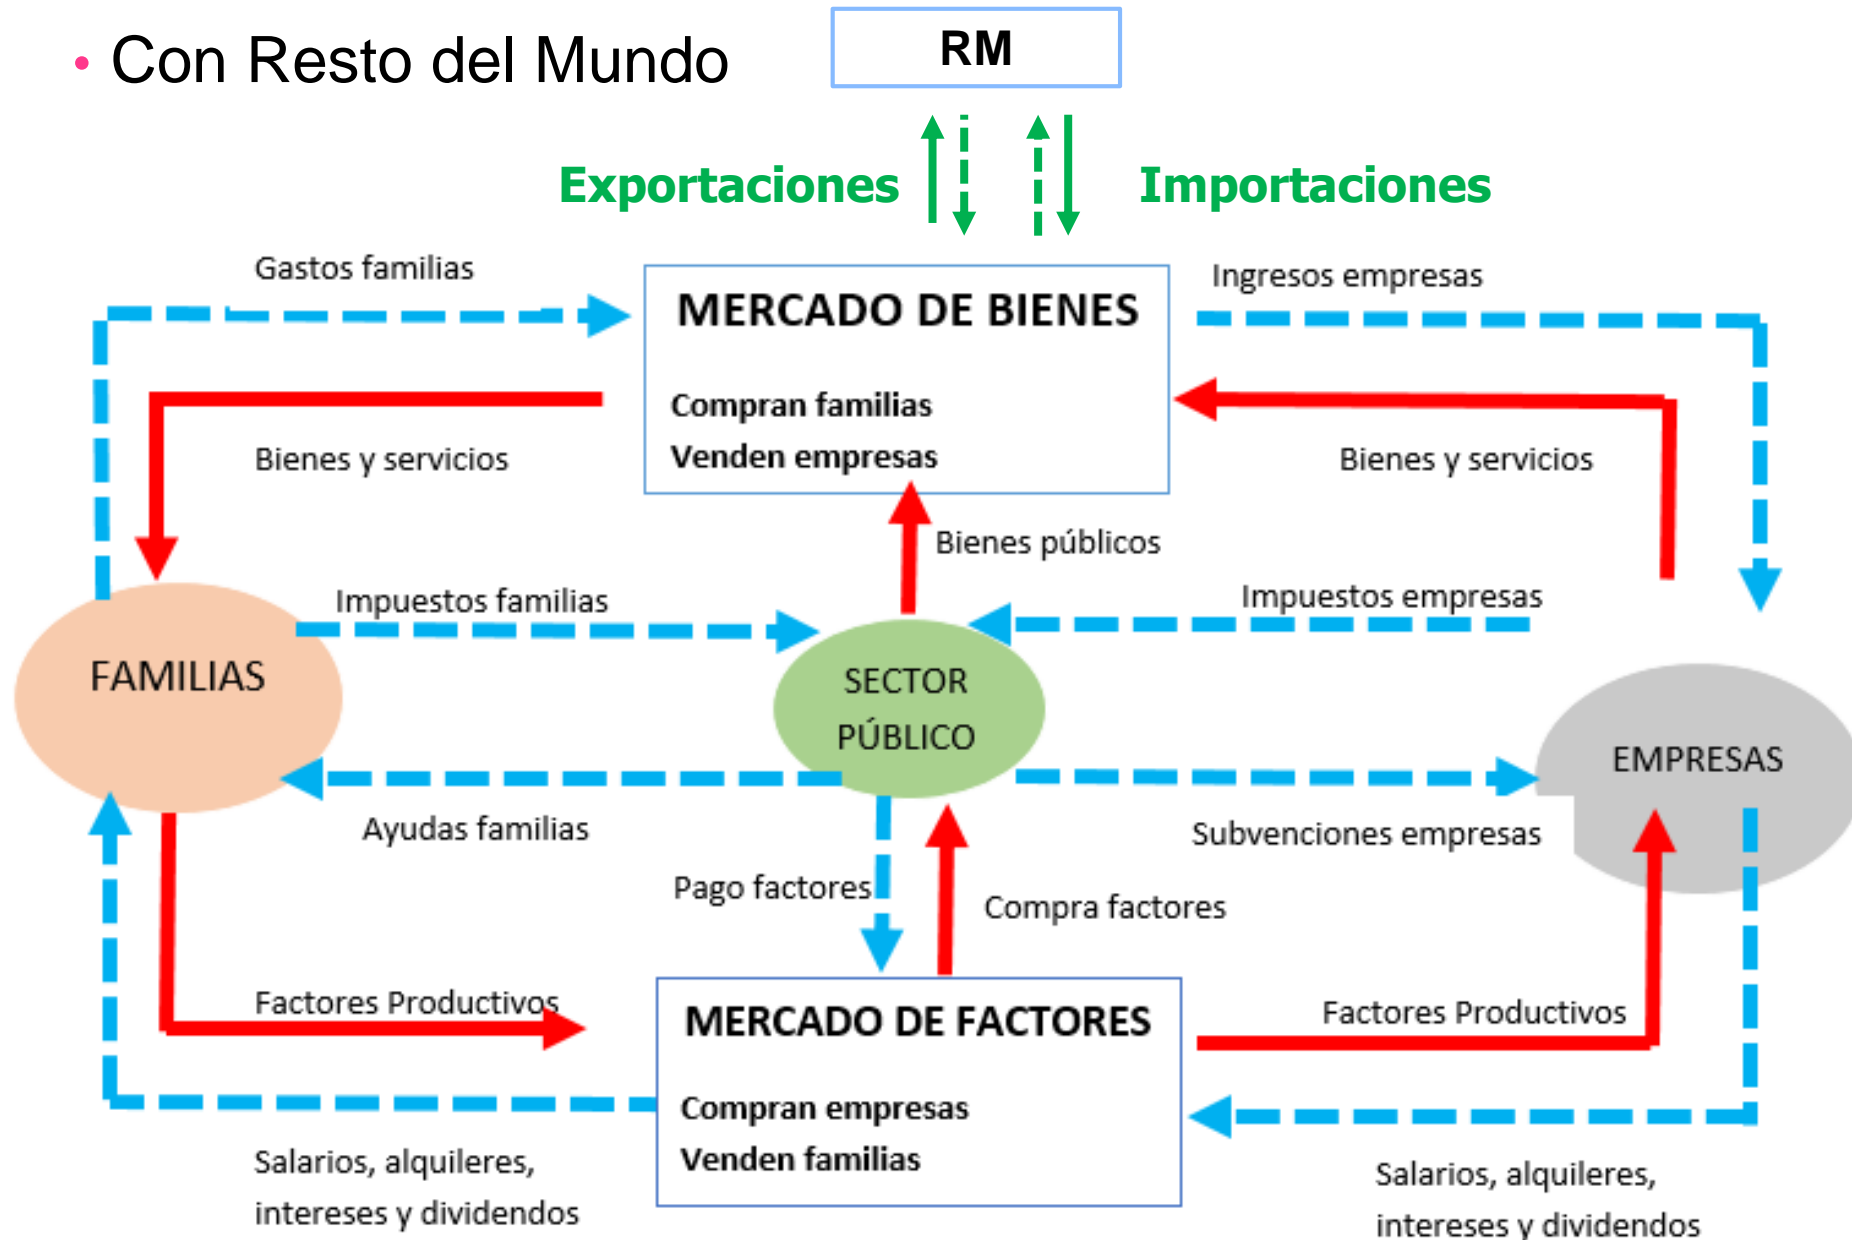 • Con Resto del Mundo
RM
Exportaciones
Importaciones
Gastos familias
Ingresos empresas
MERCADO DE BIENES
Compran familias
Venden empresas
Bienes y servicios
Bienes y servicios
Bienes públicos
Impuestos familias
Impuestos empresas
FAMILIAS
SECTOR
PÚBLICO
EMPRESAS
Ayudas familias
Subvenciones empresas
Pago factores
Compra factores
Factores Productivos
Factores Productivos
MERCADO DE FACTORES
Compran empresas
Venden familias
Salarios, alquileres,
intereses y dividendos
Salarios, alquileres,
intereses y dividendos